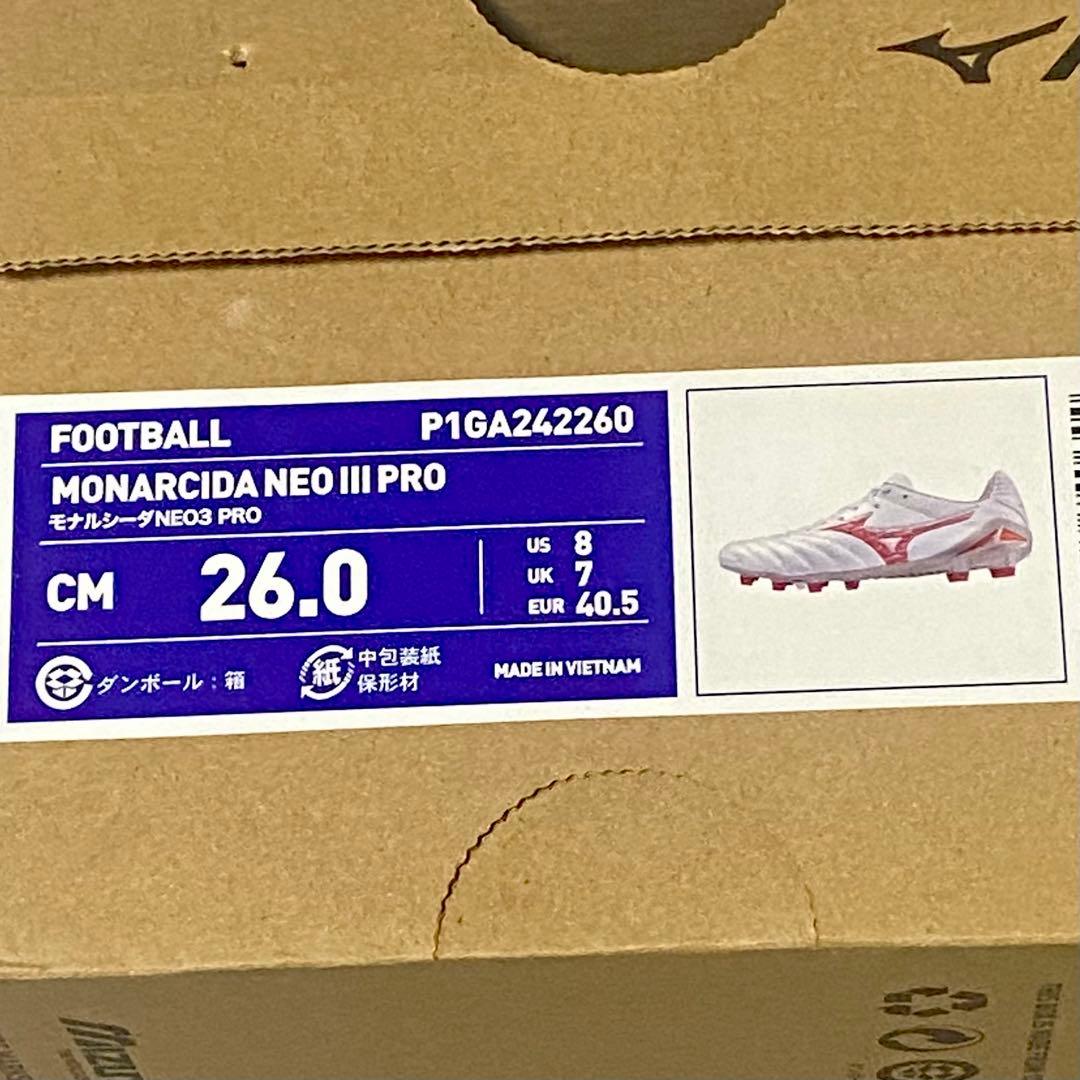 FOOTBALL P1GA242260
MONARCIDA NEO III PRO
モナルシーダNEO3 PRO
CM 26.0
US 8
UK 7
EUR 40.5
ダンボール：箱
紙 中包装紙
保形材
MADE IN VIETNAM